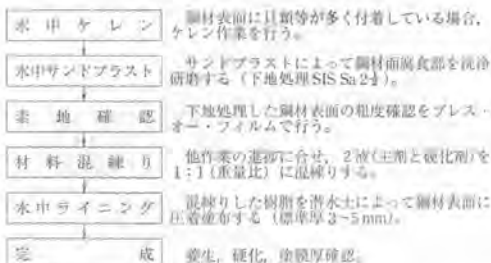 水中ケレン
鋼材表面に貝類等が多く付着している場合,
ケレン作業を行う。
水中サンドブラスト
サンドブラストによって鋼材面腐食部を洗浄
研磨する(下地処理SIS Sa 2½)。
素地確認
下地処理した鋼材表面の粗度確認をプレス・
オー・フィルムで行う。
材料混練り
他作業の進捗に合せ, 2液(主剤と硬化剤)を
1:1(重量比)に混練りする。
水中ライニング
混練りした樹脂を潜水士によって鋼材表面に
圧着塗布する(標準厚3~5mm)。
完成
養生, 硬化, 塗膜厚確認。